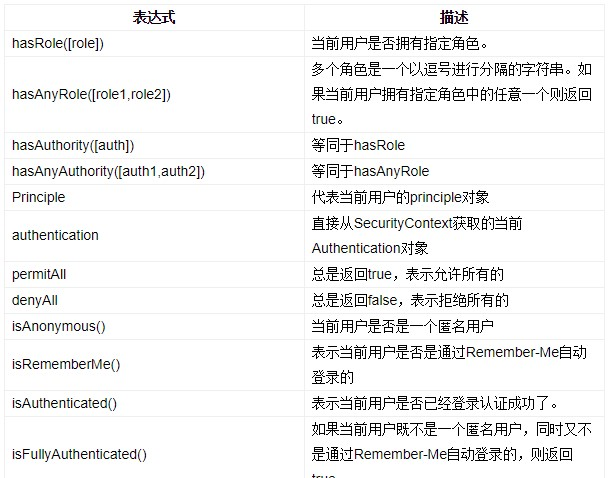 表达式 描述
hasRole([role]) 当前用户是否拥有指定角色。
多个角色是一个以逗号进行分隔的字符串。如
hasAnyRole([role1,role2]) 果当前用户拥有指定角色中的任意一个则返回
true。
hasAuthority([auth]) 等同于hasRole
hasAnyAuthority([auth1,auth2]) 等同于hasAnyRole
Principle 代表当前用户的principle对象
直接从SecurityContext获取的当前
authentication
Authentication对象
permitAll 总是返回true，表示允许所有的
denyAll 总是返回false，表示拒绝所有的
isAnonymous() 当前用户是否是一个匿名用户
表示当前用户是否是通过Remember-Me自动
isRememberMe()
登录的
isAuthenticated() 表示当前用户是否已经登录认证成功了。
如果当前用户既不是一个匿名用户，同时又不
isFullyAuthenticated() 是通过Remember-Me自动登录的，则返回